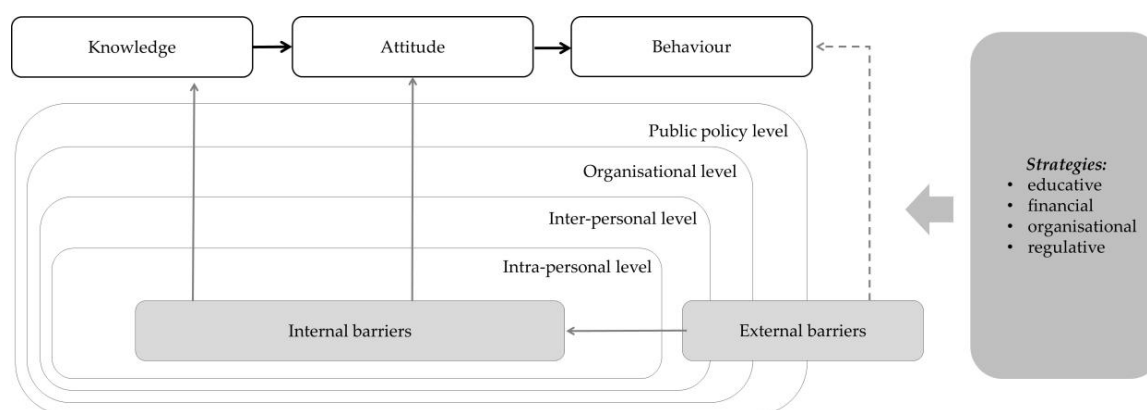 Knowledge
Attitude
Behaviour
Public policy level
Organisational level
Inter-personal level
Intra-personal level
Internal barriers
External barriers
Strategies:
• educative
• financial
• organisational
• regulative